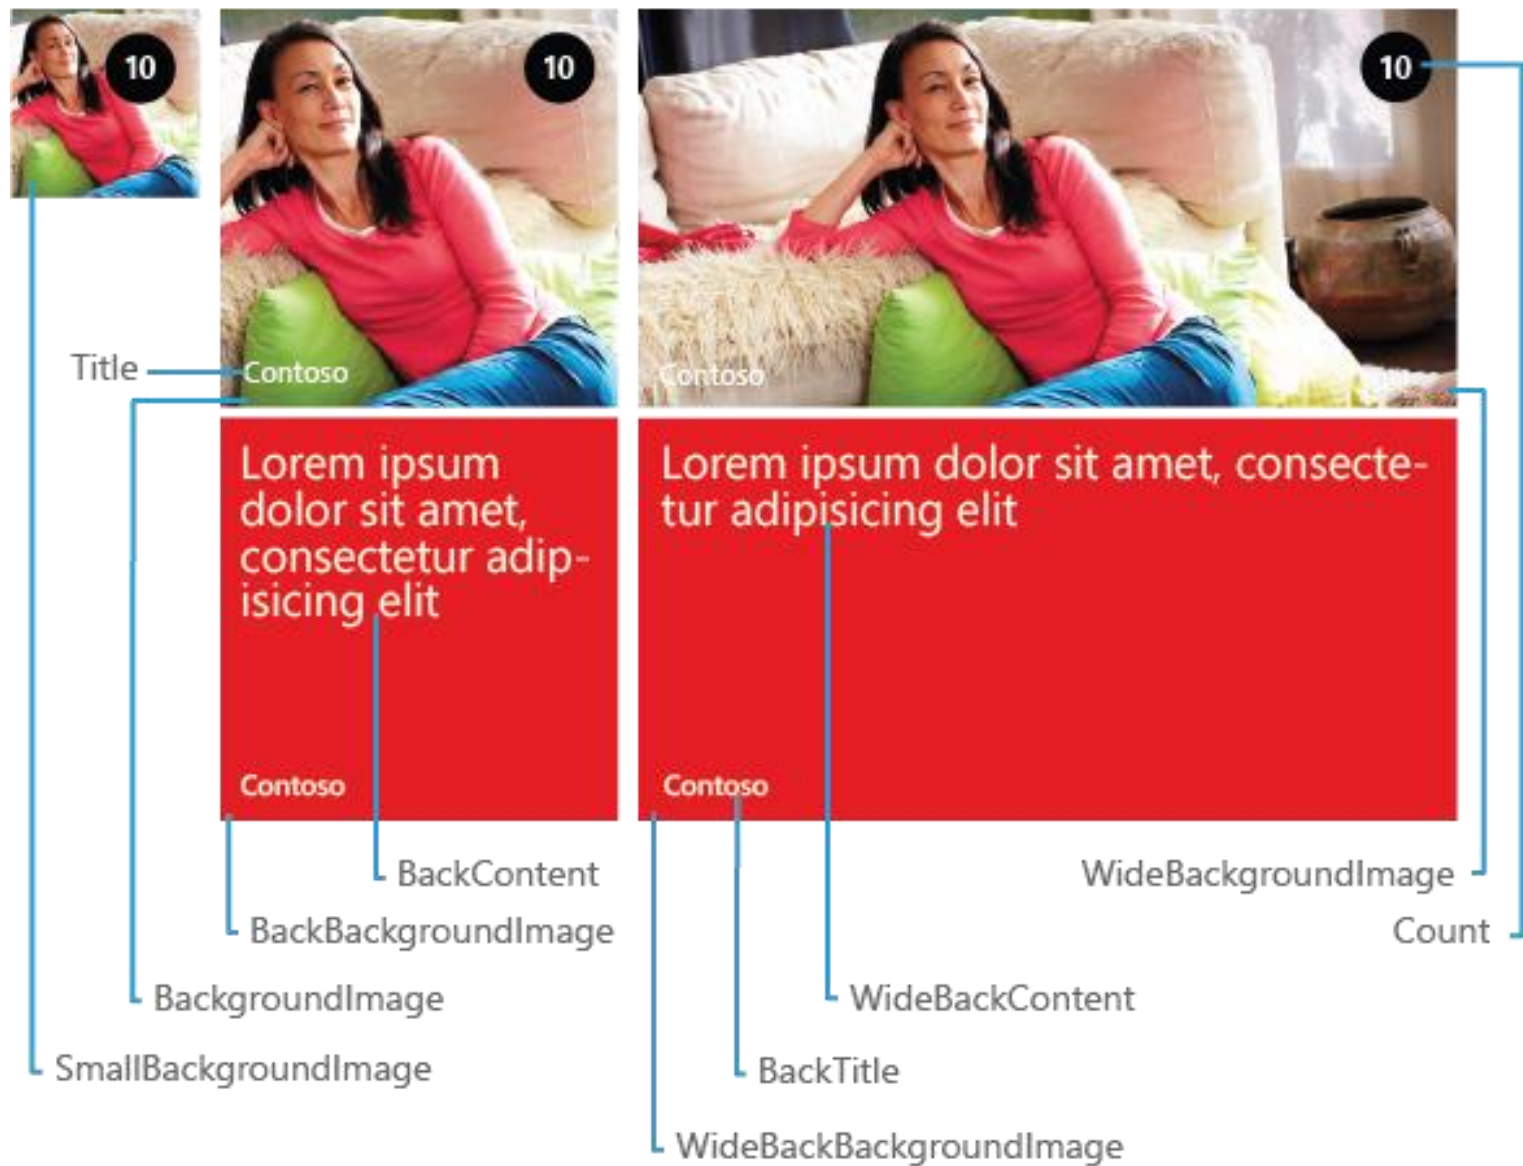 10
10
10
Title
Contoso
Contoso
Lorem ipsum
dolor sit amet,
consectetur adip-
isicing elit
Lorem ipsum dolor sit amet, consecte-
tur adipisicing elit
Contoso
Contoso
BackContent
WideBackgroundImage
BackBackgroundImage
Count
BackgroundImage
WideBackContent
SmallBackgroundImage
BackTitle
WideBackBackgroundImage